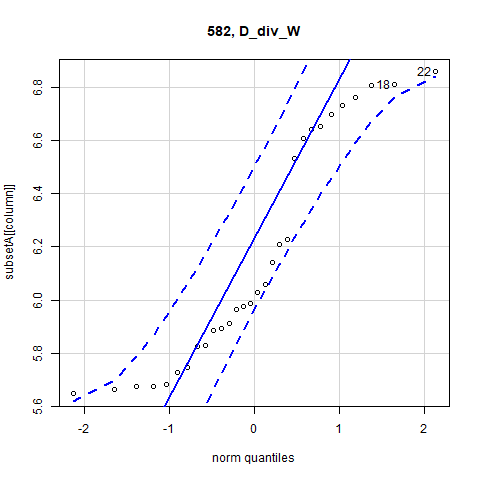 582, D_div_W
22
18
6.8
6.6
6.4
6.2
6.0
5.8
5.6
subsetA[[column]]
-2 -1 0 1 2
norm quantiles